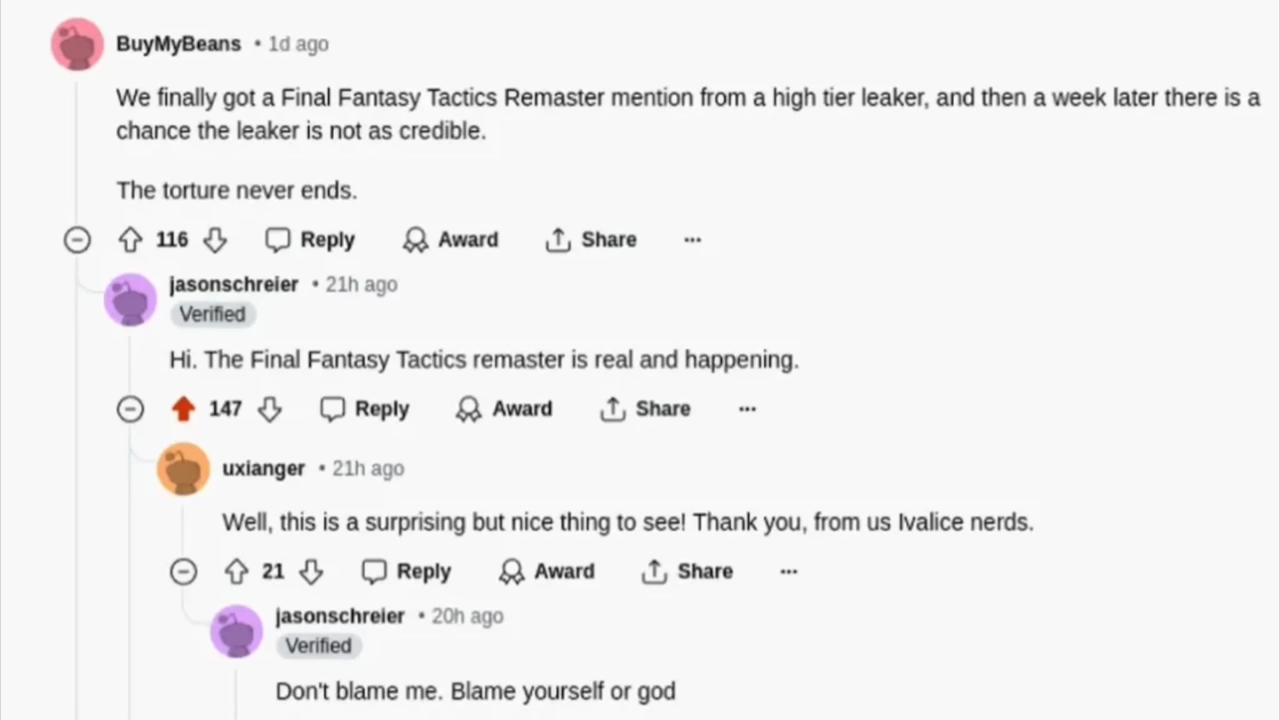 BuyMyBeans • 1d ago
We finally got a Final Fantasy Tactics Remaster mention from a high tier leaker, and then a week later there is a
chance the leaker is not as credible.
The torture never ends.
116 Reply Award Share ...
jasonschreier • 21h ago
Verified
Hi. The Final Fantasy Tactics remaster is real and happening.
147 Reply Award Share ...
uxianger • 21h ago
Well, this is a surprising but nice thing to see! Thank you, from us Ivalice nerds.
21 Reply Award Share ...
jasonschreier • 20h ago
Verified
Don't blame me. Blame yourself or god